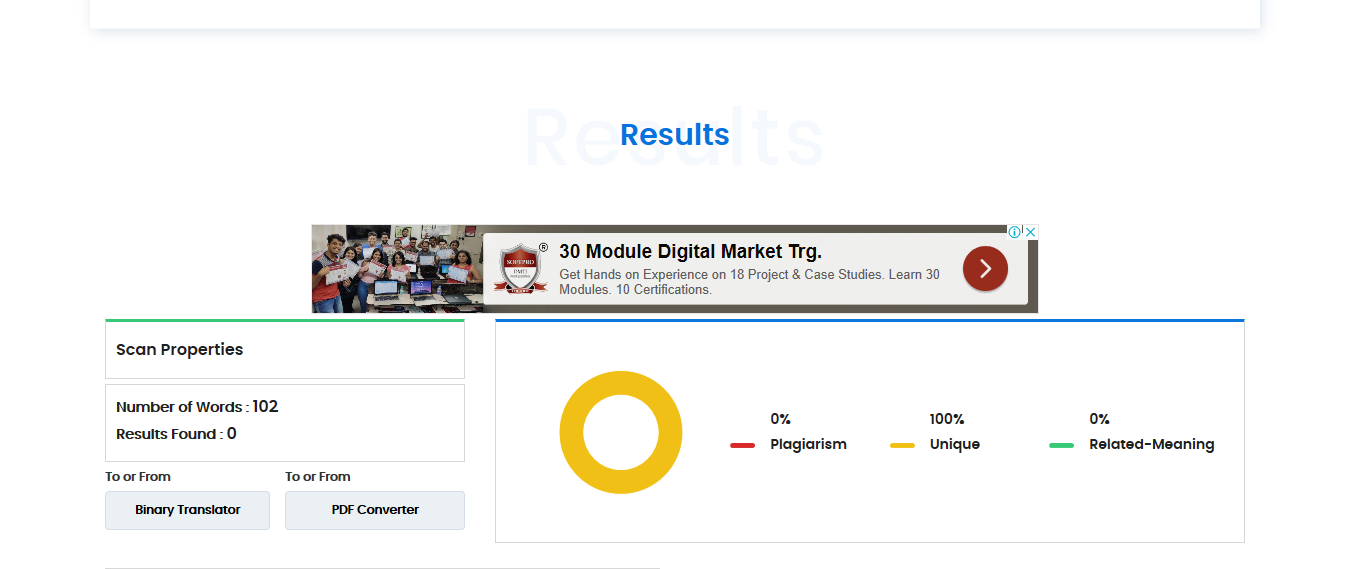 Results
Results
SOFTPRO
®
30 Module Digital Market Trg.
Get Hands on Experience on 18 Project & Case Studies. Learn 30
Modules. 10 Certifications.
Scan Properties
Number of Words : 102
Results Found : 0
To or From
To or From
Binary Translator
PDF Converter
0%
Plagiarism
100%
Unique
0%
Related-Meaning